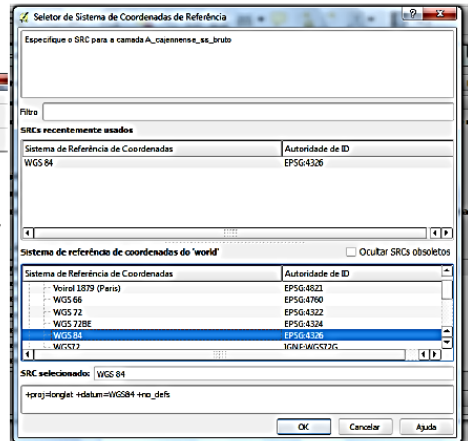 Seletor de Sistema de Coordenadas de Referência
Especifique o SRC para a camada A_cajennense_ss_bruto
Filtro
SRCs recentemente usados
Sistema de Referência de Coordenadas Autoridade de ID
WGS 84 EPSG:4326
Sistema de referência de coordenadas do 'world' Ocultar SRCs obsoletos
Sistema de Referência de Coordenadas Autoridade de ID
Voirol 1879 (Paris) EPSG:4821
WGS 66 EPSG:4760
WGS 72 EPSG:4322
WGS 72BE EPSG:4324
WGS 84 EPSG:4326
WGS72 IGNF:WGS72G
SRC selecionado: WGS 84
+proj=longlat +datum=WGS84 +no_defs
OK Cancelar Ajuda